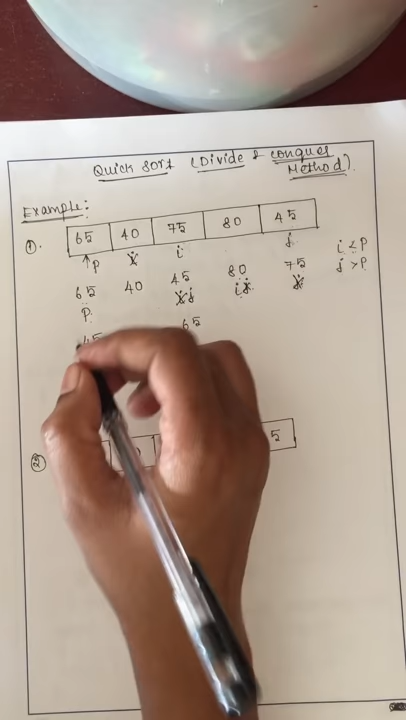 Quick Sort (Divide & Conquer
Method).
Example:
①. 65 40 75 80 45
↑p i i j i < P
65 40 45 80 75 j > P
P i j i j j
45 65
② 5